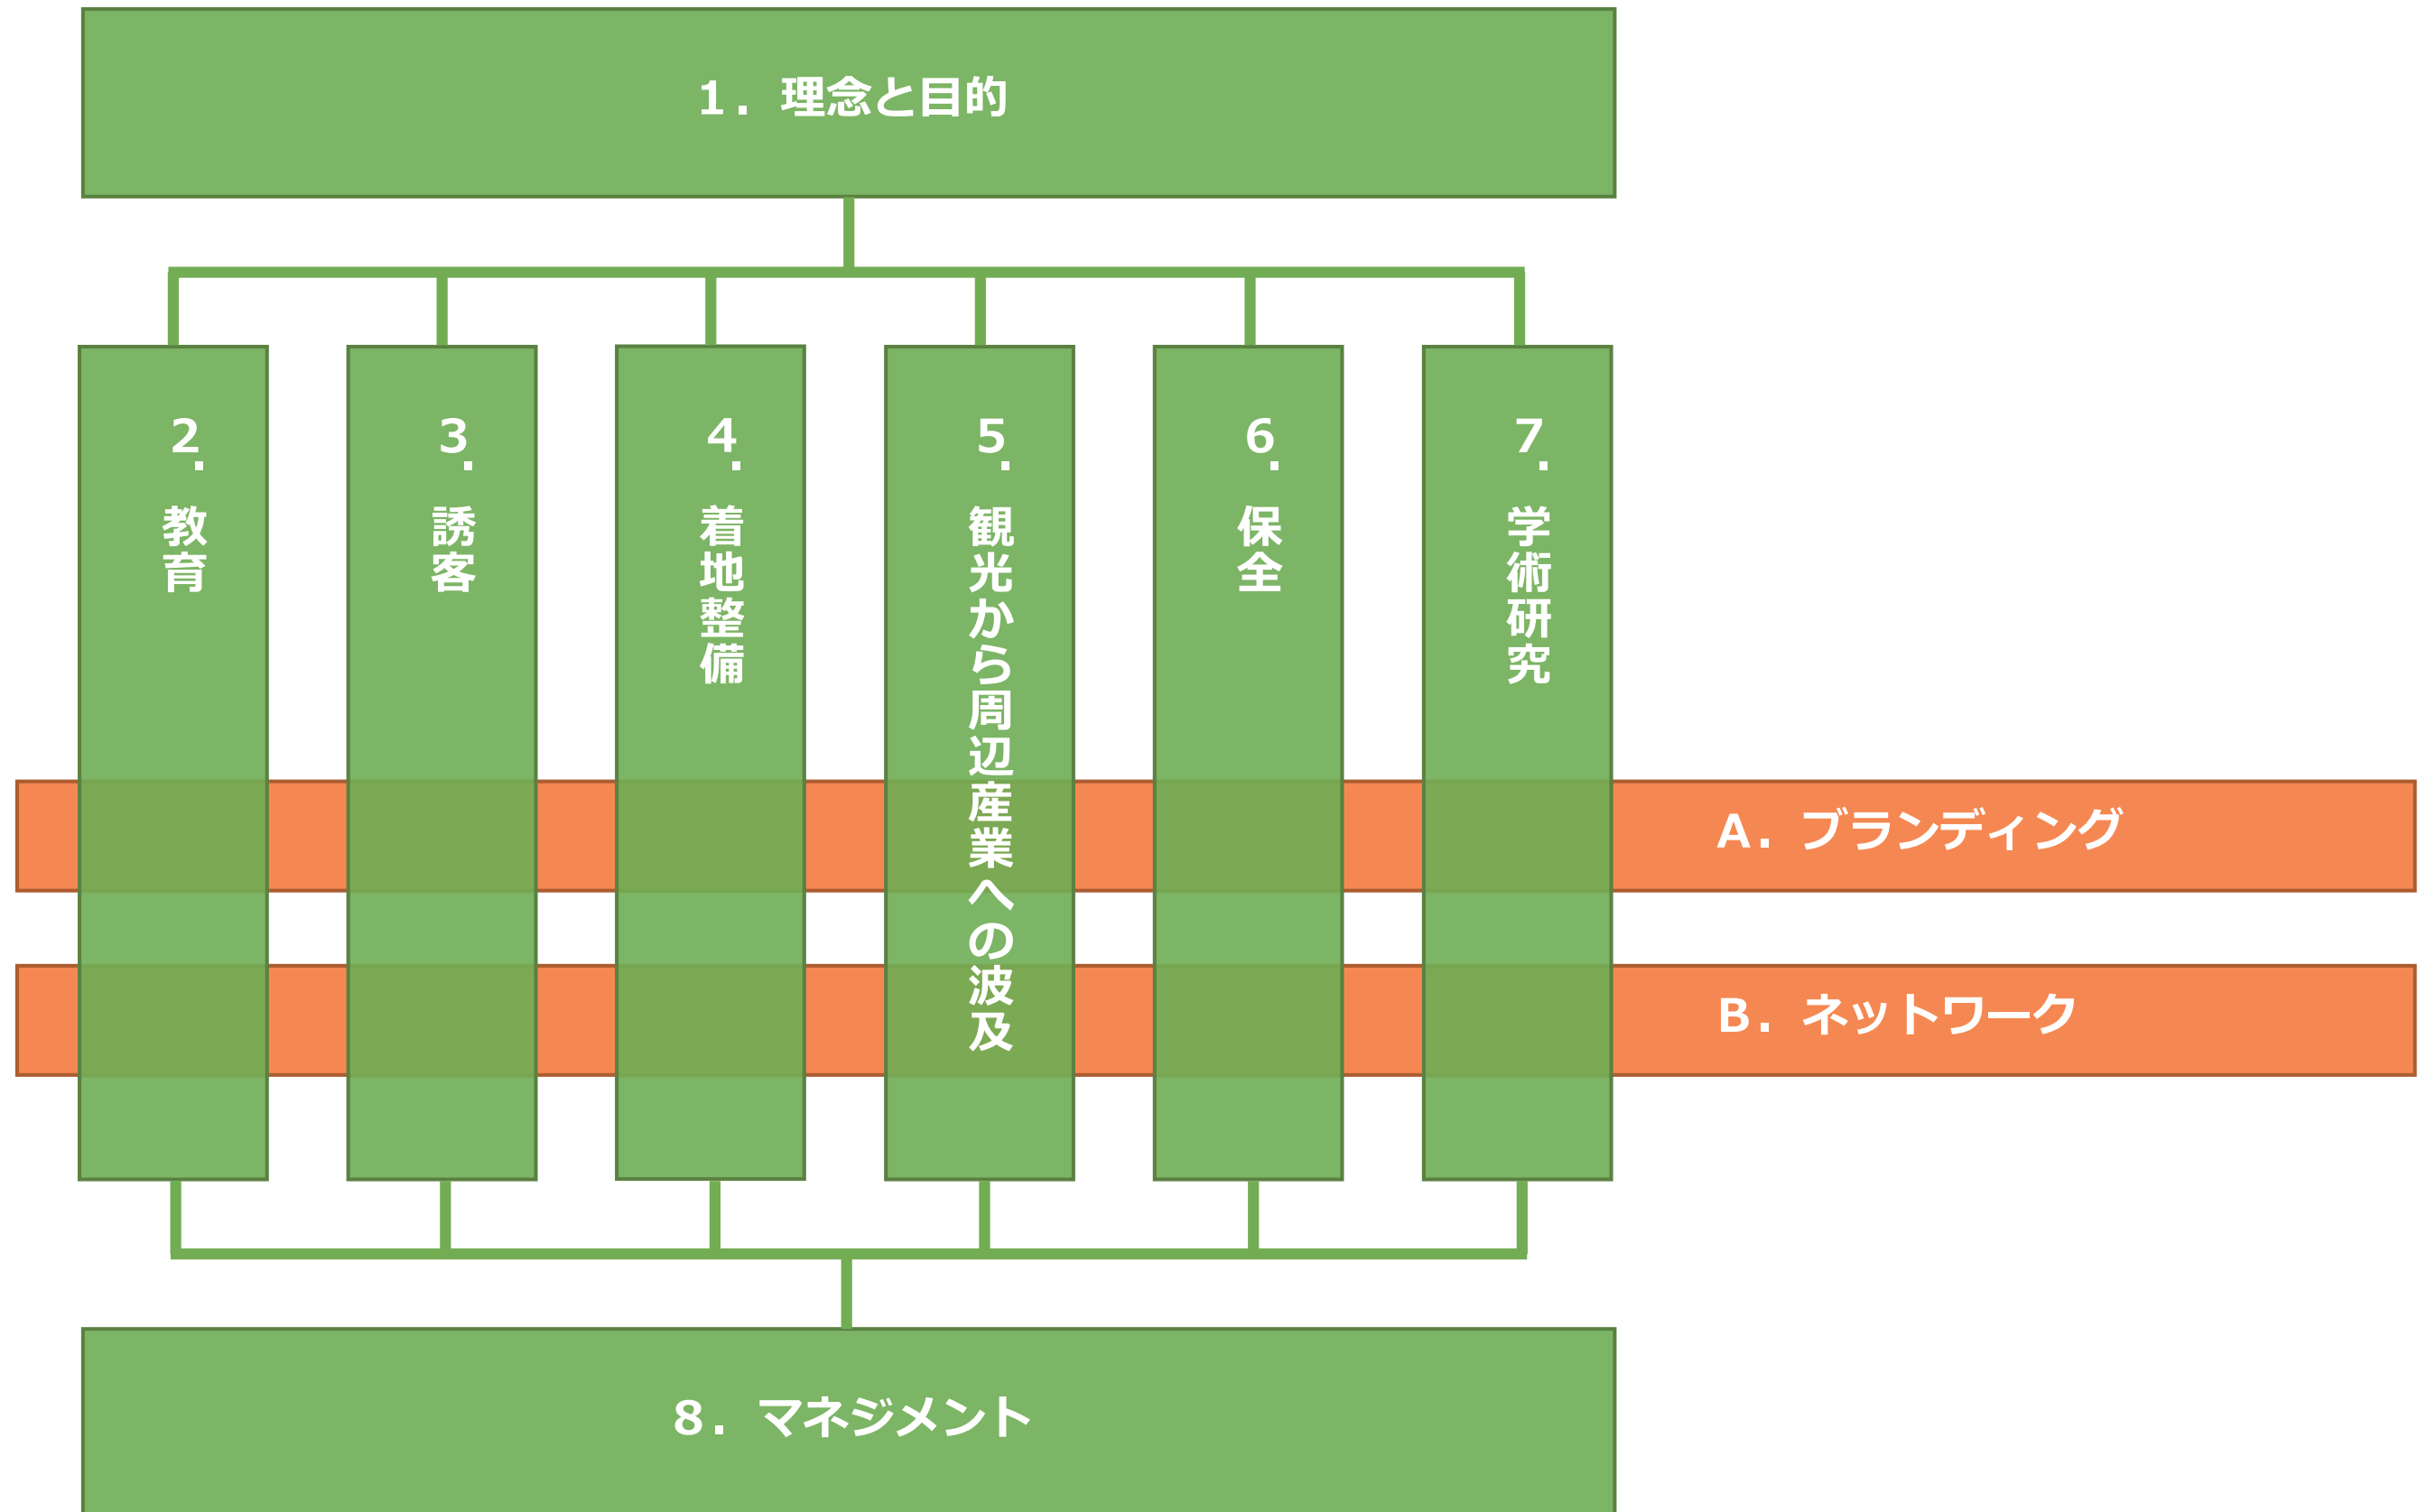 1. 理念と目的
2. 教育
3. 誘客
4. 着地整備
5. 観光から周辺産業への波及
6. 保全
7. 学術研究
A. ブランディング
B. ネットワーク
8. マネジメント